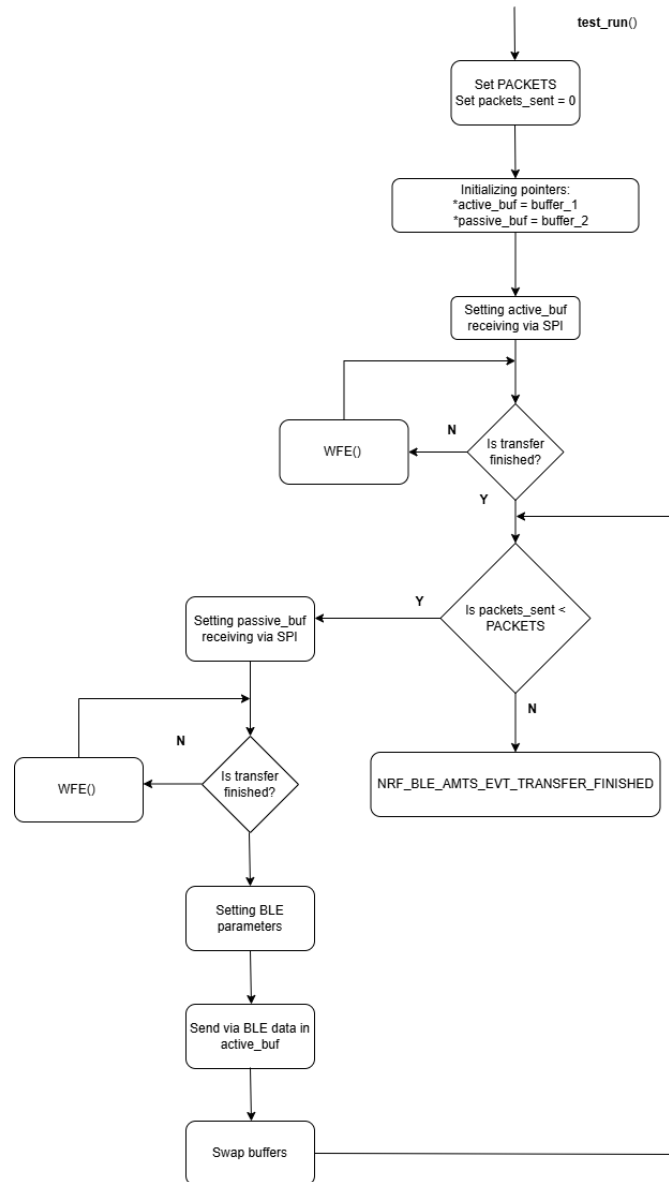 test_run()
Set PACKETS
Set packets_sent = 0
Initializing pointers:
*active_buf = buffer_1
*passive_buf = buffer_2
Setting active_buf
receiving via SPI
N
WFE()
Is transfer
finished?
Y
Is packets_sent <
PACKETS
Y
Setting passive_buf
receiving via SPI
N
N
WFE()
Is transfer
finished?
NRF_BLE_AMTS_EVT_TRANSFER_FINISHED
Setting BLE
parameters
Send via BLE data in
active_buf
Swap buffers